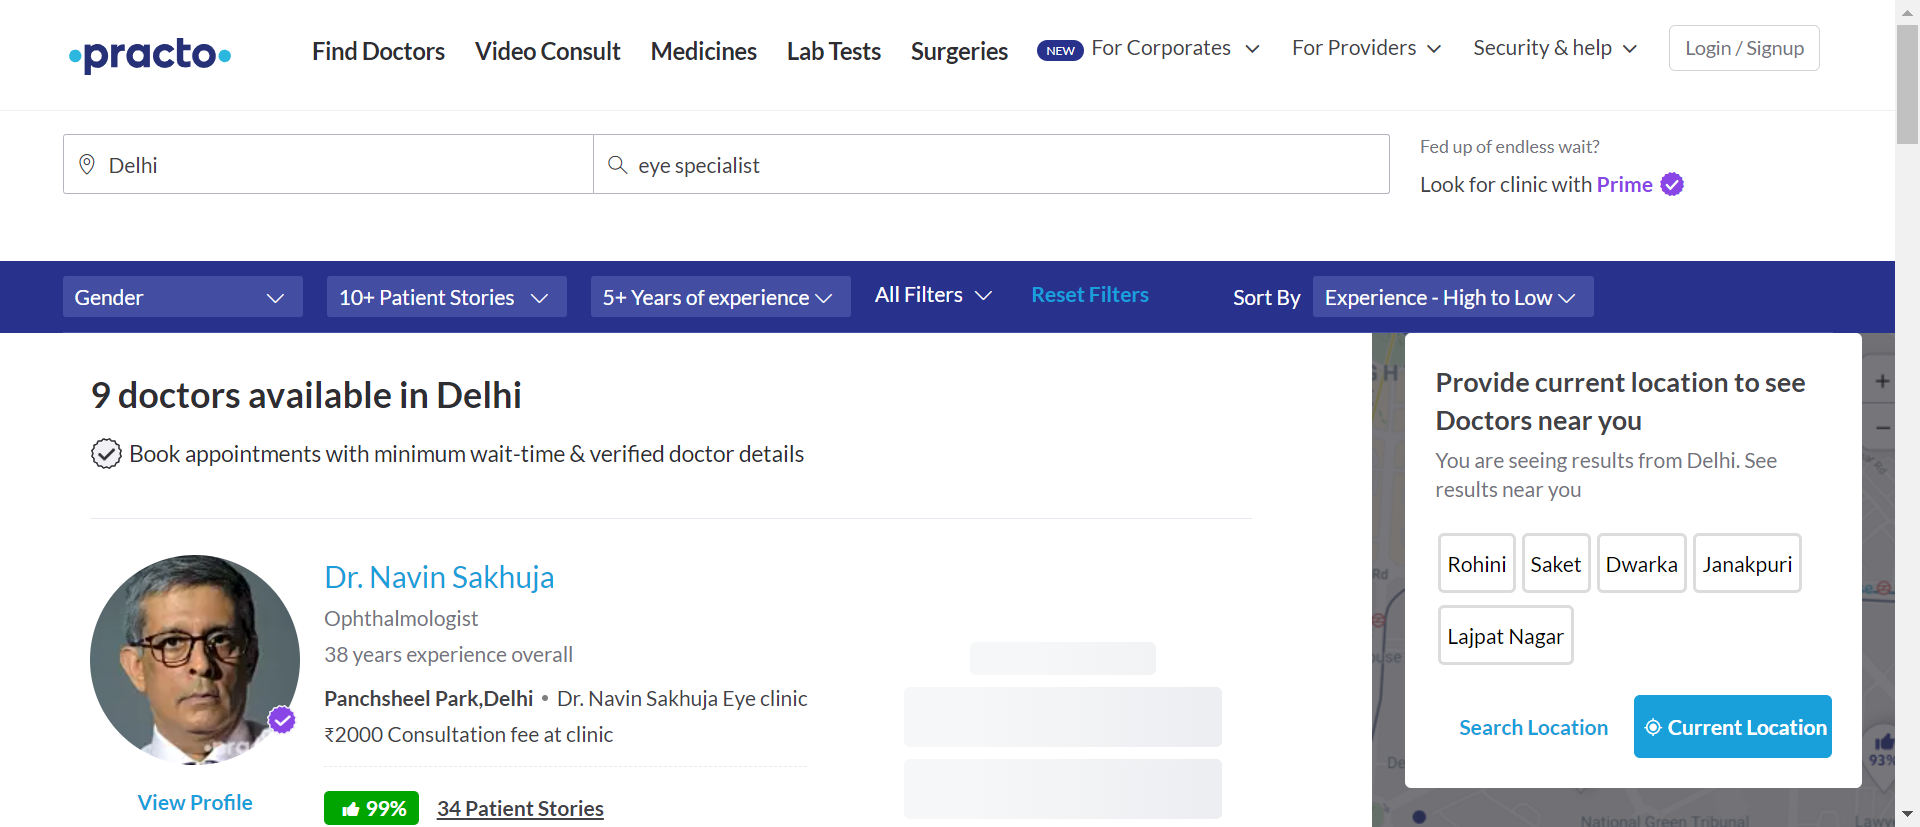 practo
Find Doctors
Video Consult
Medicines
Lab Tests
Surgeries
NEW For Corporates
For Providers
Security & help
Login / Signup
Delhi
eye specialist
Fed up of endless wait?
Look for clinic with Prime
Gender
10+ Patient Stories
5+ Years of experience
All Filters
Reset Filters
Sort By
Experience - High to Low
9 doctors available in Delhi
Book appointments with minimum wait-time & verified doctor details
Dr. Navin Sakhuja
Ophthalmologist
38 years experience overall
Panchsheel Park,Delhi • Dr. Navin Sakhuja Eye clinic
₹2000 Consultation fee at clinic
View Profile
99%
34 Patient Stories
Provide current location to see
Doctors near you
You are seeing results from Delhi. See
results near you
Rohini
Saket
Dwarka
Janakpuri
Lajpat Nagar
Search Location
Current Location
Rd
93%
National Green Tribunal